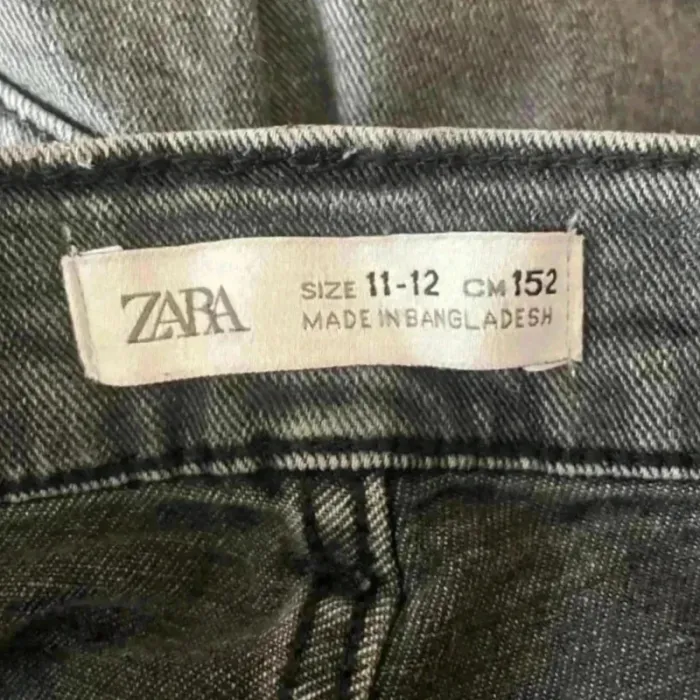 ZARA
SIZE 11-12 CM 152
MADE IN BANGLADESH